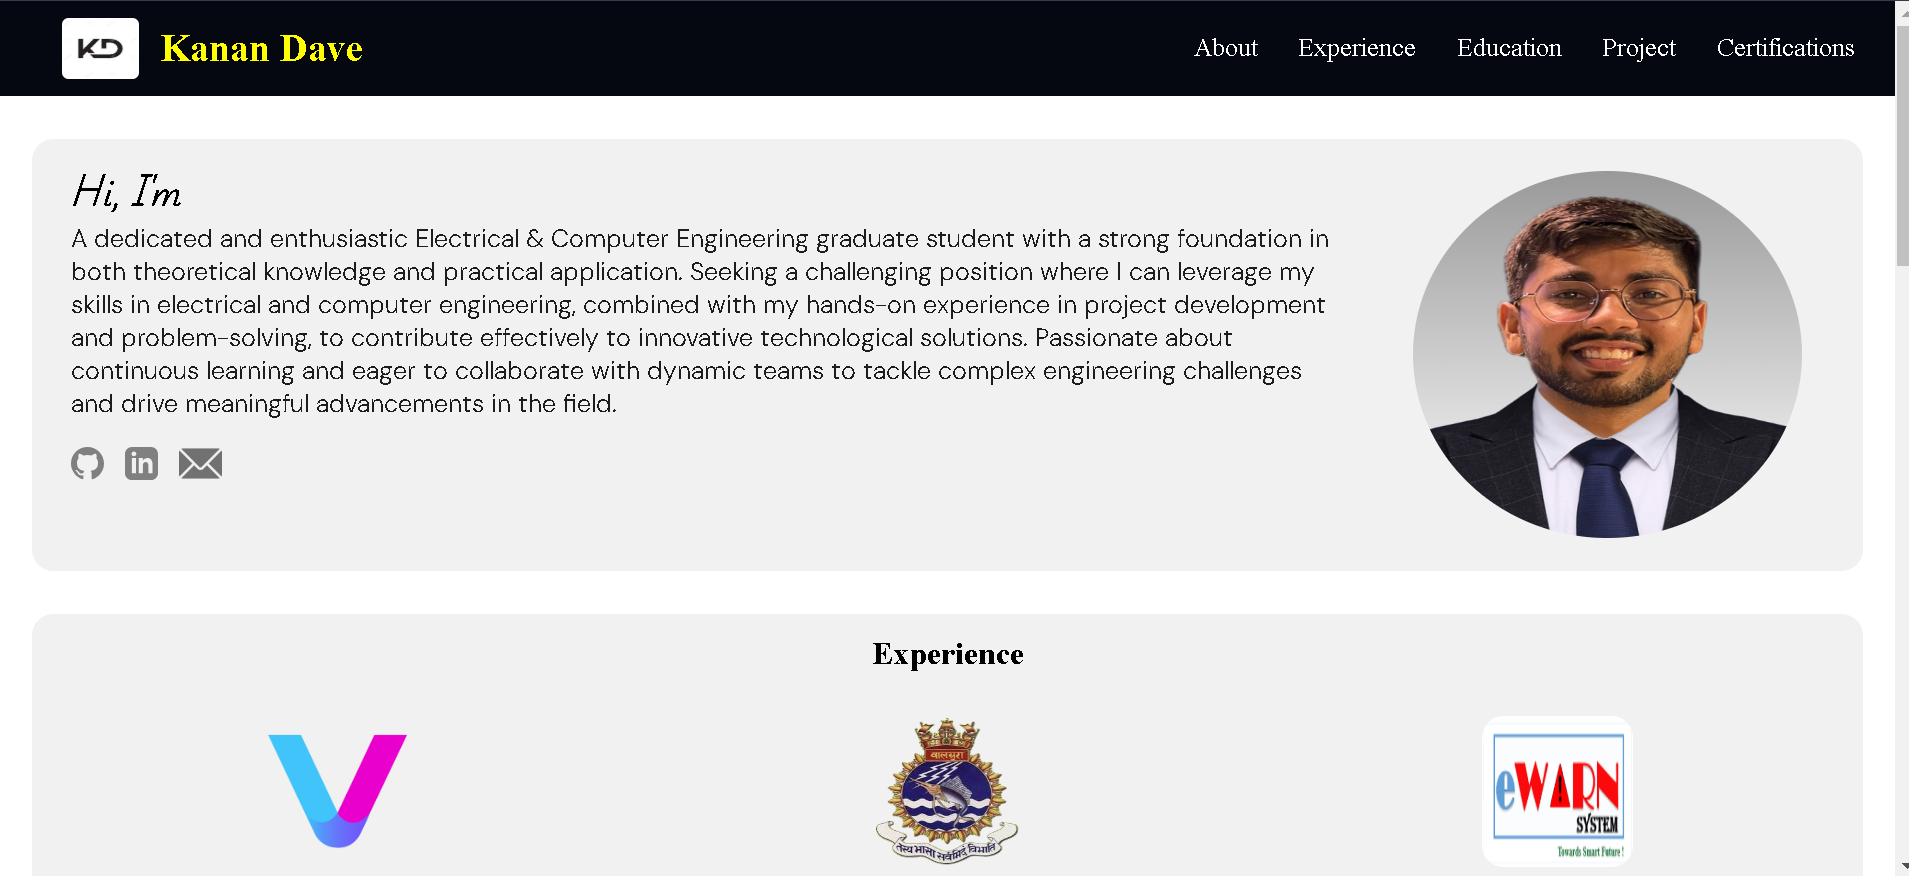 KD
Kanan Dave
About
Experience
Education
Project
Certifications
Hi, I'm
A dedicated and enthusiastic Electrical & Computer Engineering graduate student with a strong foundation in
both theoretical knowledge and practical application. Seeking a challenging position where I can leverage my
skills in electrical and computer engineering, combined with my hands-on experience in project development
and problem-solving, to contribute effectively to innovative technological solutions. Passionate about
continuous learning and eager to collaborate with dynamic teams to tackle complex engineering challenges
and drive meaningful advancements in the field.
in
Experience
वालसुरा
तस्य भासा सर्वमिदं विभाति
eWARN
SYSTEM
Towards Smart Future !